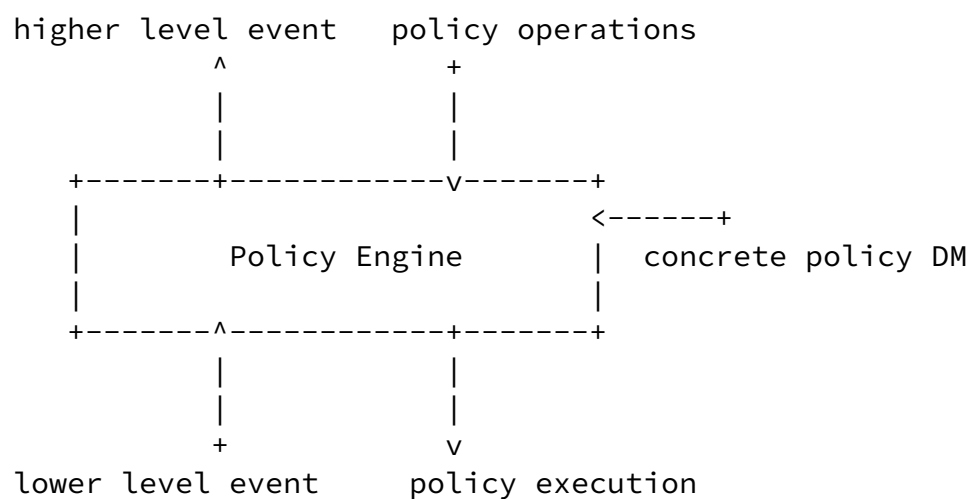 higher level event policy operations
Policy Engine
concrete policy DM
lower level event policy execution